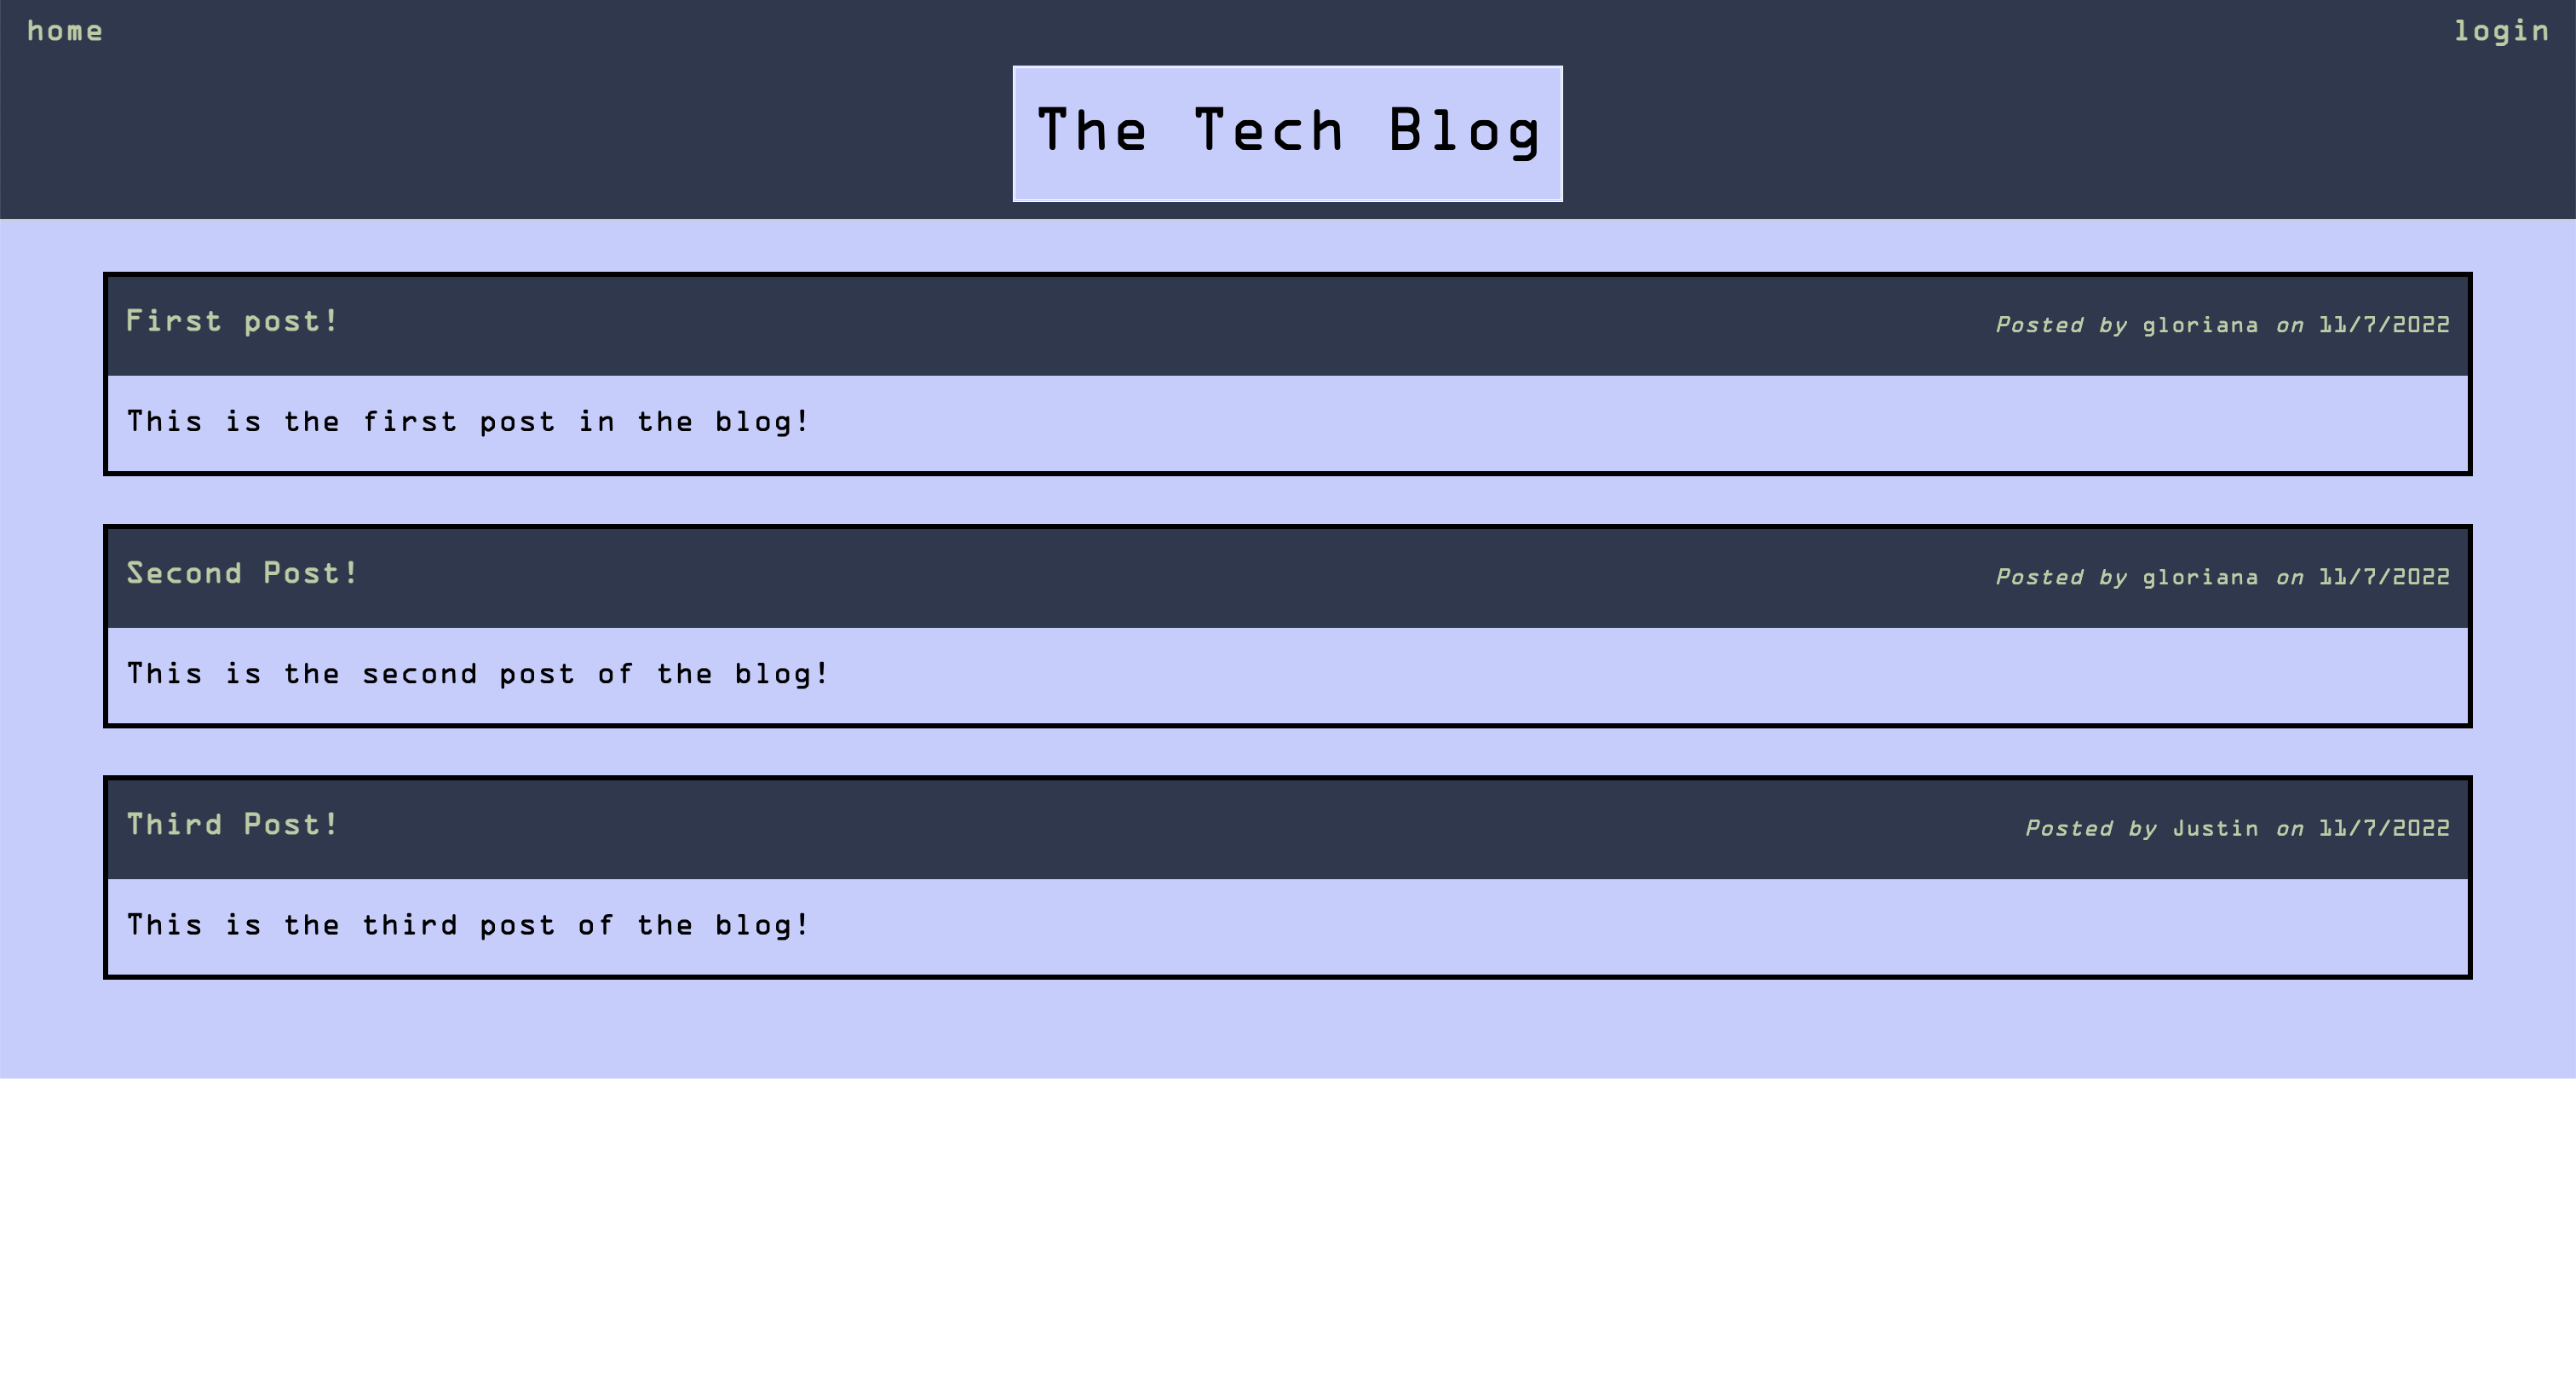 home login
The Tech Blog
First post! Posted by gloriana on 11/7/2022
This is the first post in the blog!
Second Post! Posted by gloriana on 11/7/2022
This is the second post of the blog!
Third Post! Posted by Justin on 11/7/2022
This is the third post of the blog!